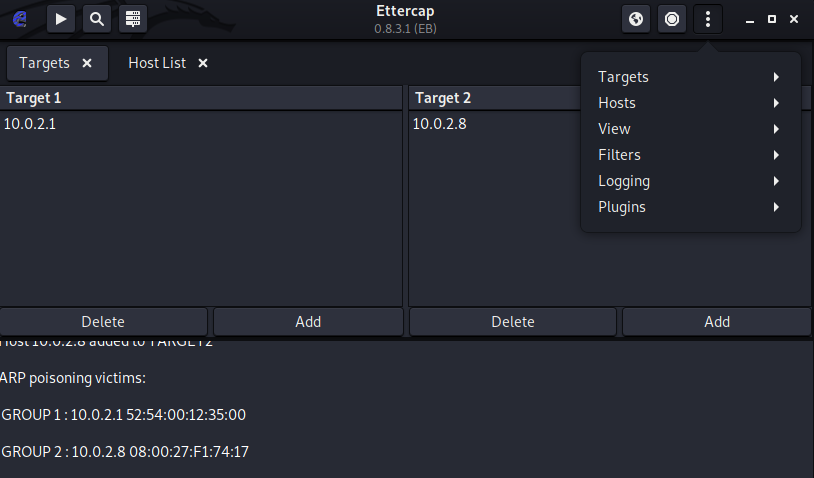 Ettercap
0.8.3.1 (EB)
Targets
Host List
Target 1
Target 2
10.0.2.1
10.0.2.8
Targets
Hosts
View
Filters
Logging
Plugins
Delete
Add
Delete
Add
Host 10.0.2.8 added to TARGET2
ARP poisoning victims:
GROUP 1 : 10.0.2.1 52:54:00:12:35:00
GROUP 2 : 10.0.2.8 08:00:27:F1:74:17